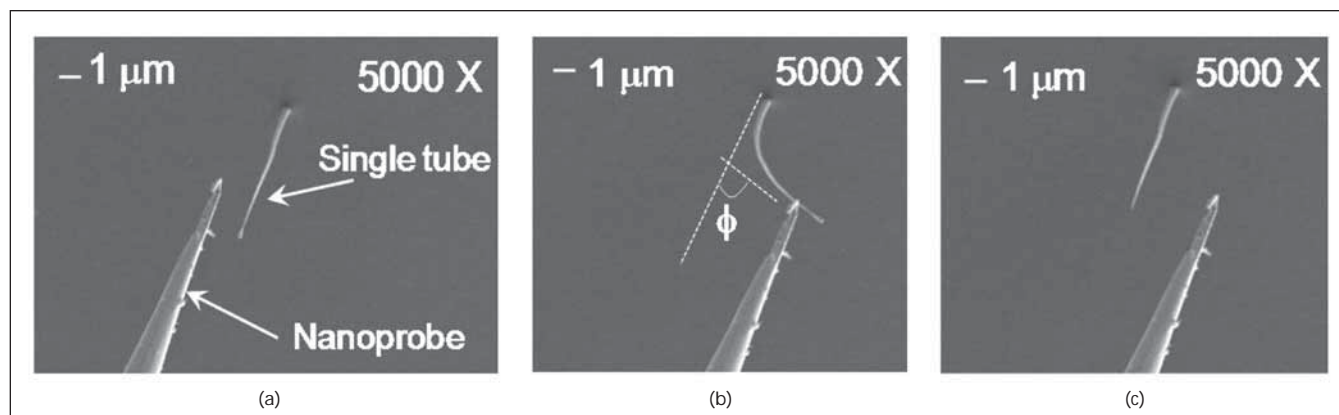 – 1 μm 5000 X
Single tube
Nanoprobe
(a)
– 1 μm 5000 X
ϕ
(b)
– 1 μm 5000 X
(c)